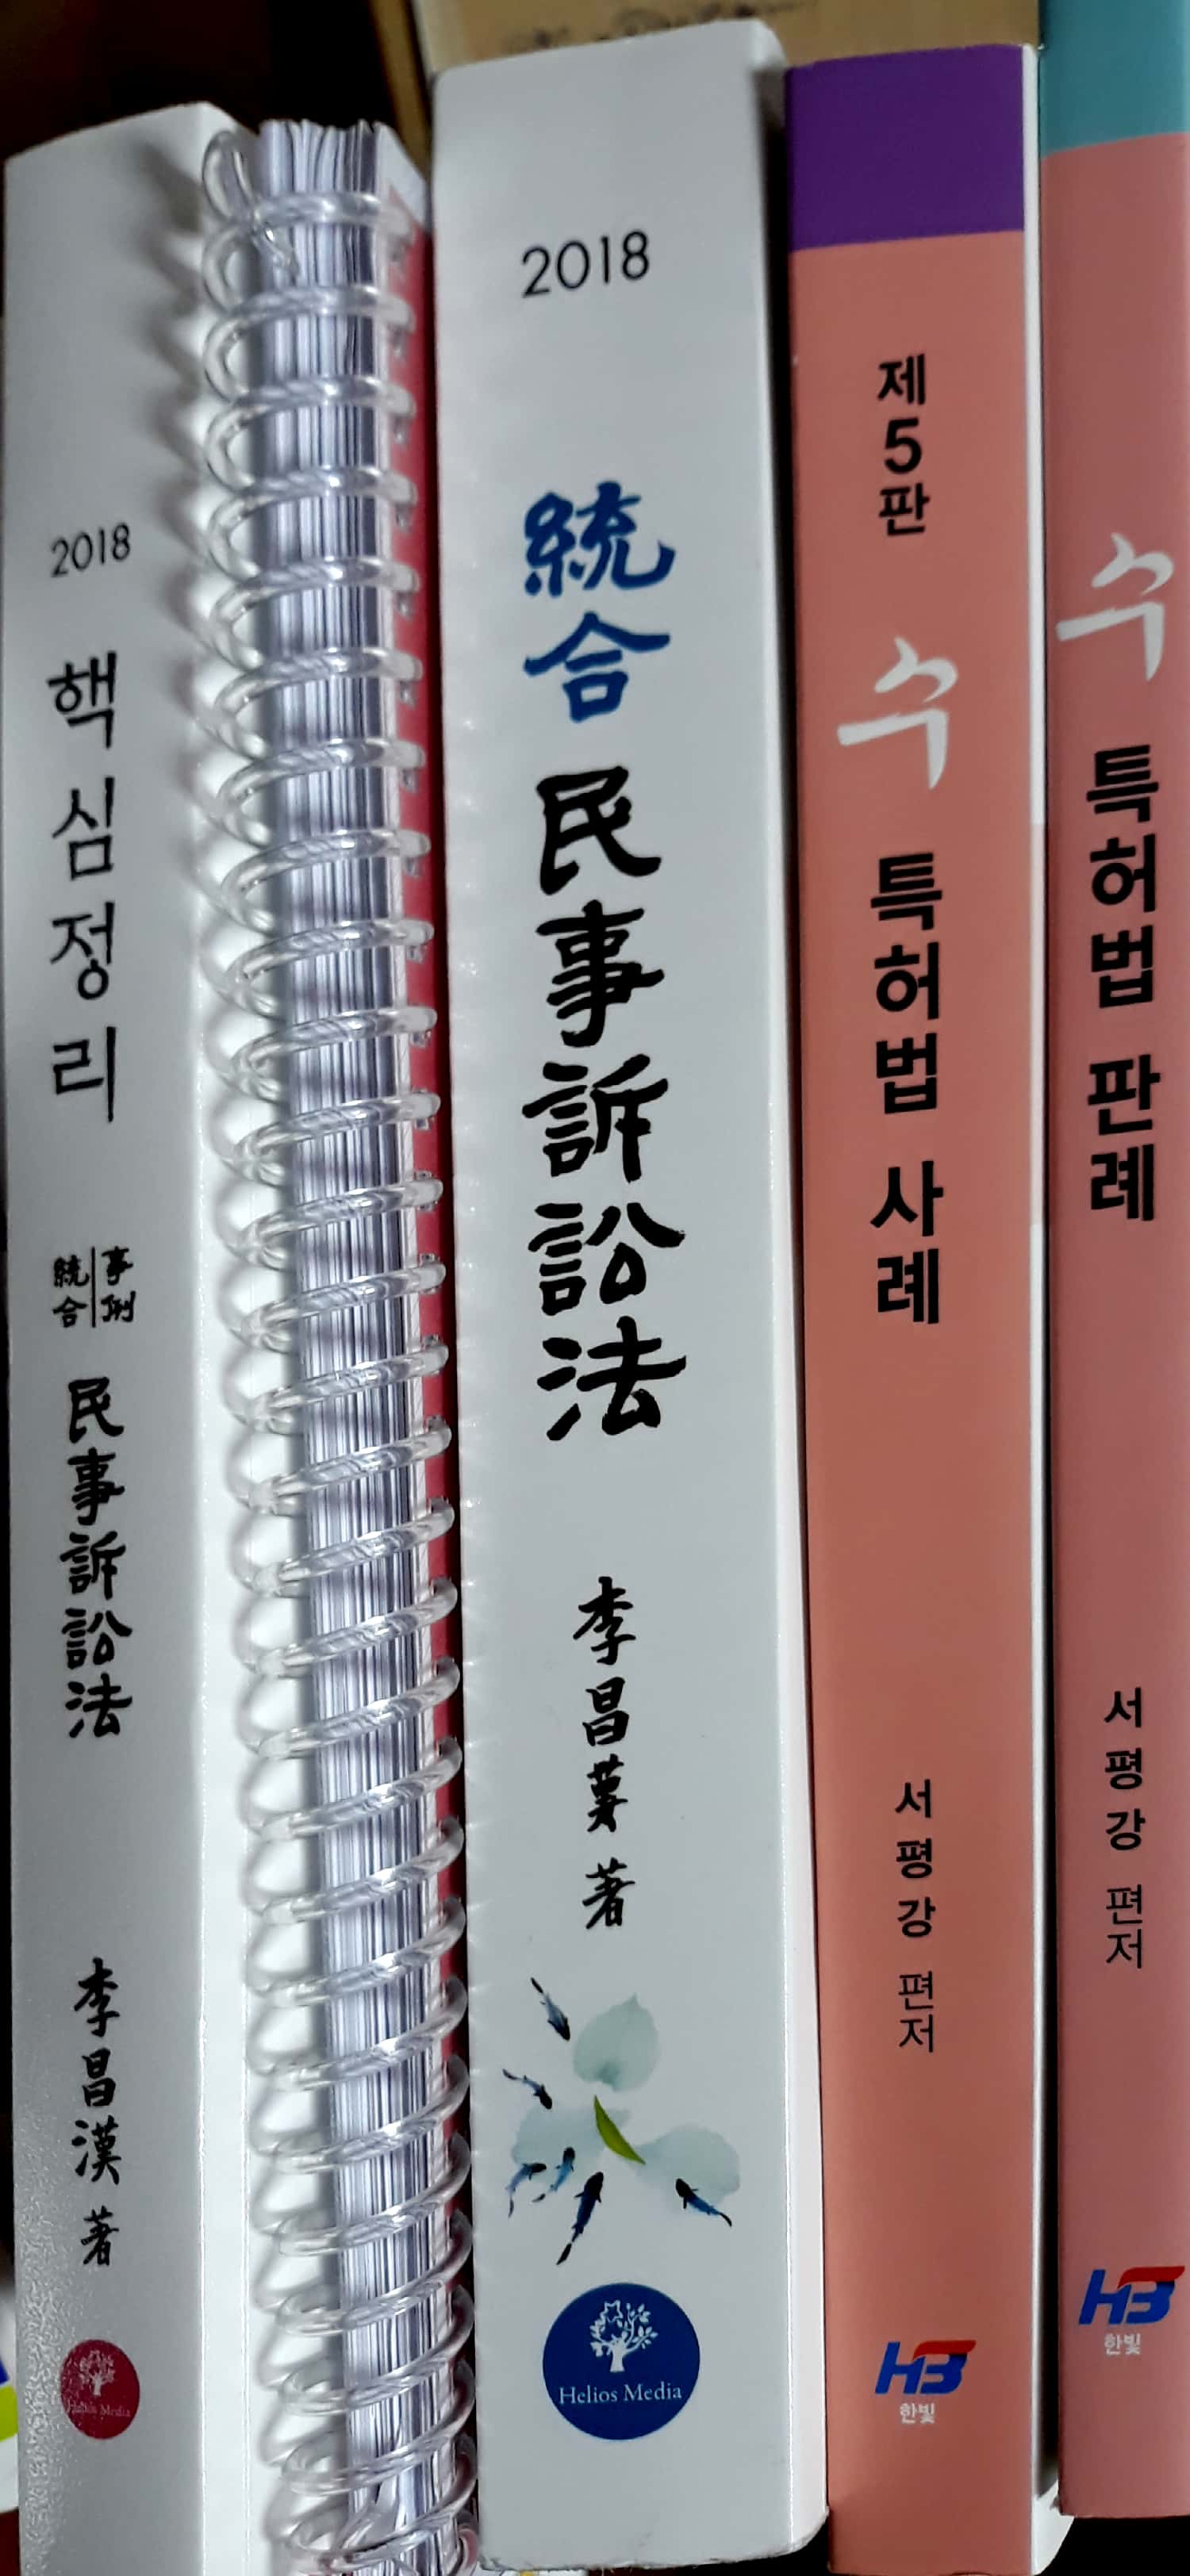 2018
핵심정리
統合 事例
民事訴訟法
李昌漢 著
Helios Media
2018
統合 民事訴訟法
李昌漢 著
Helios Media
제5판
수 특허법 사례
서평강 편저
HB
한빛
수 특허법 판례
서평강 편저
HB
한빛